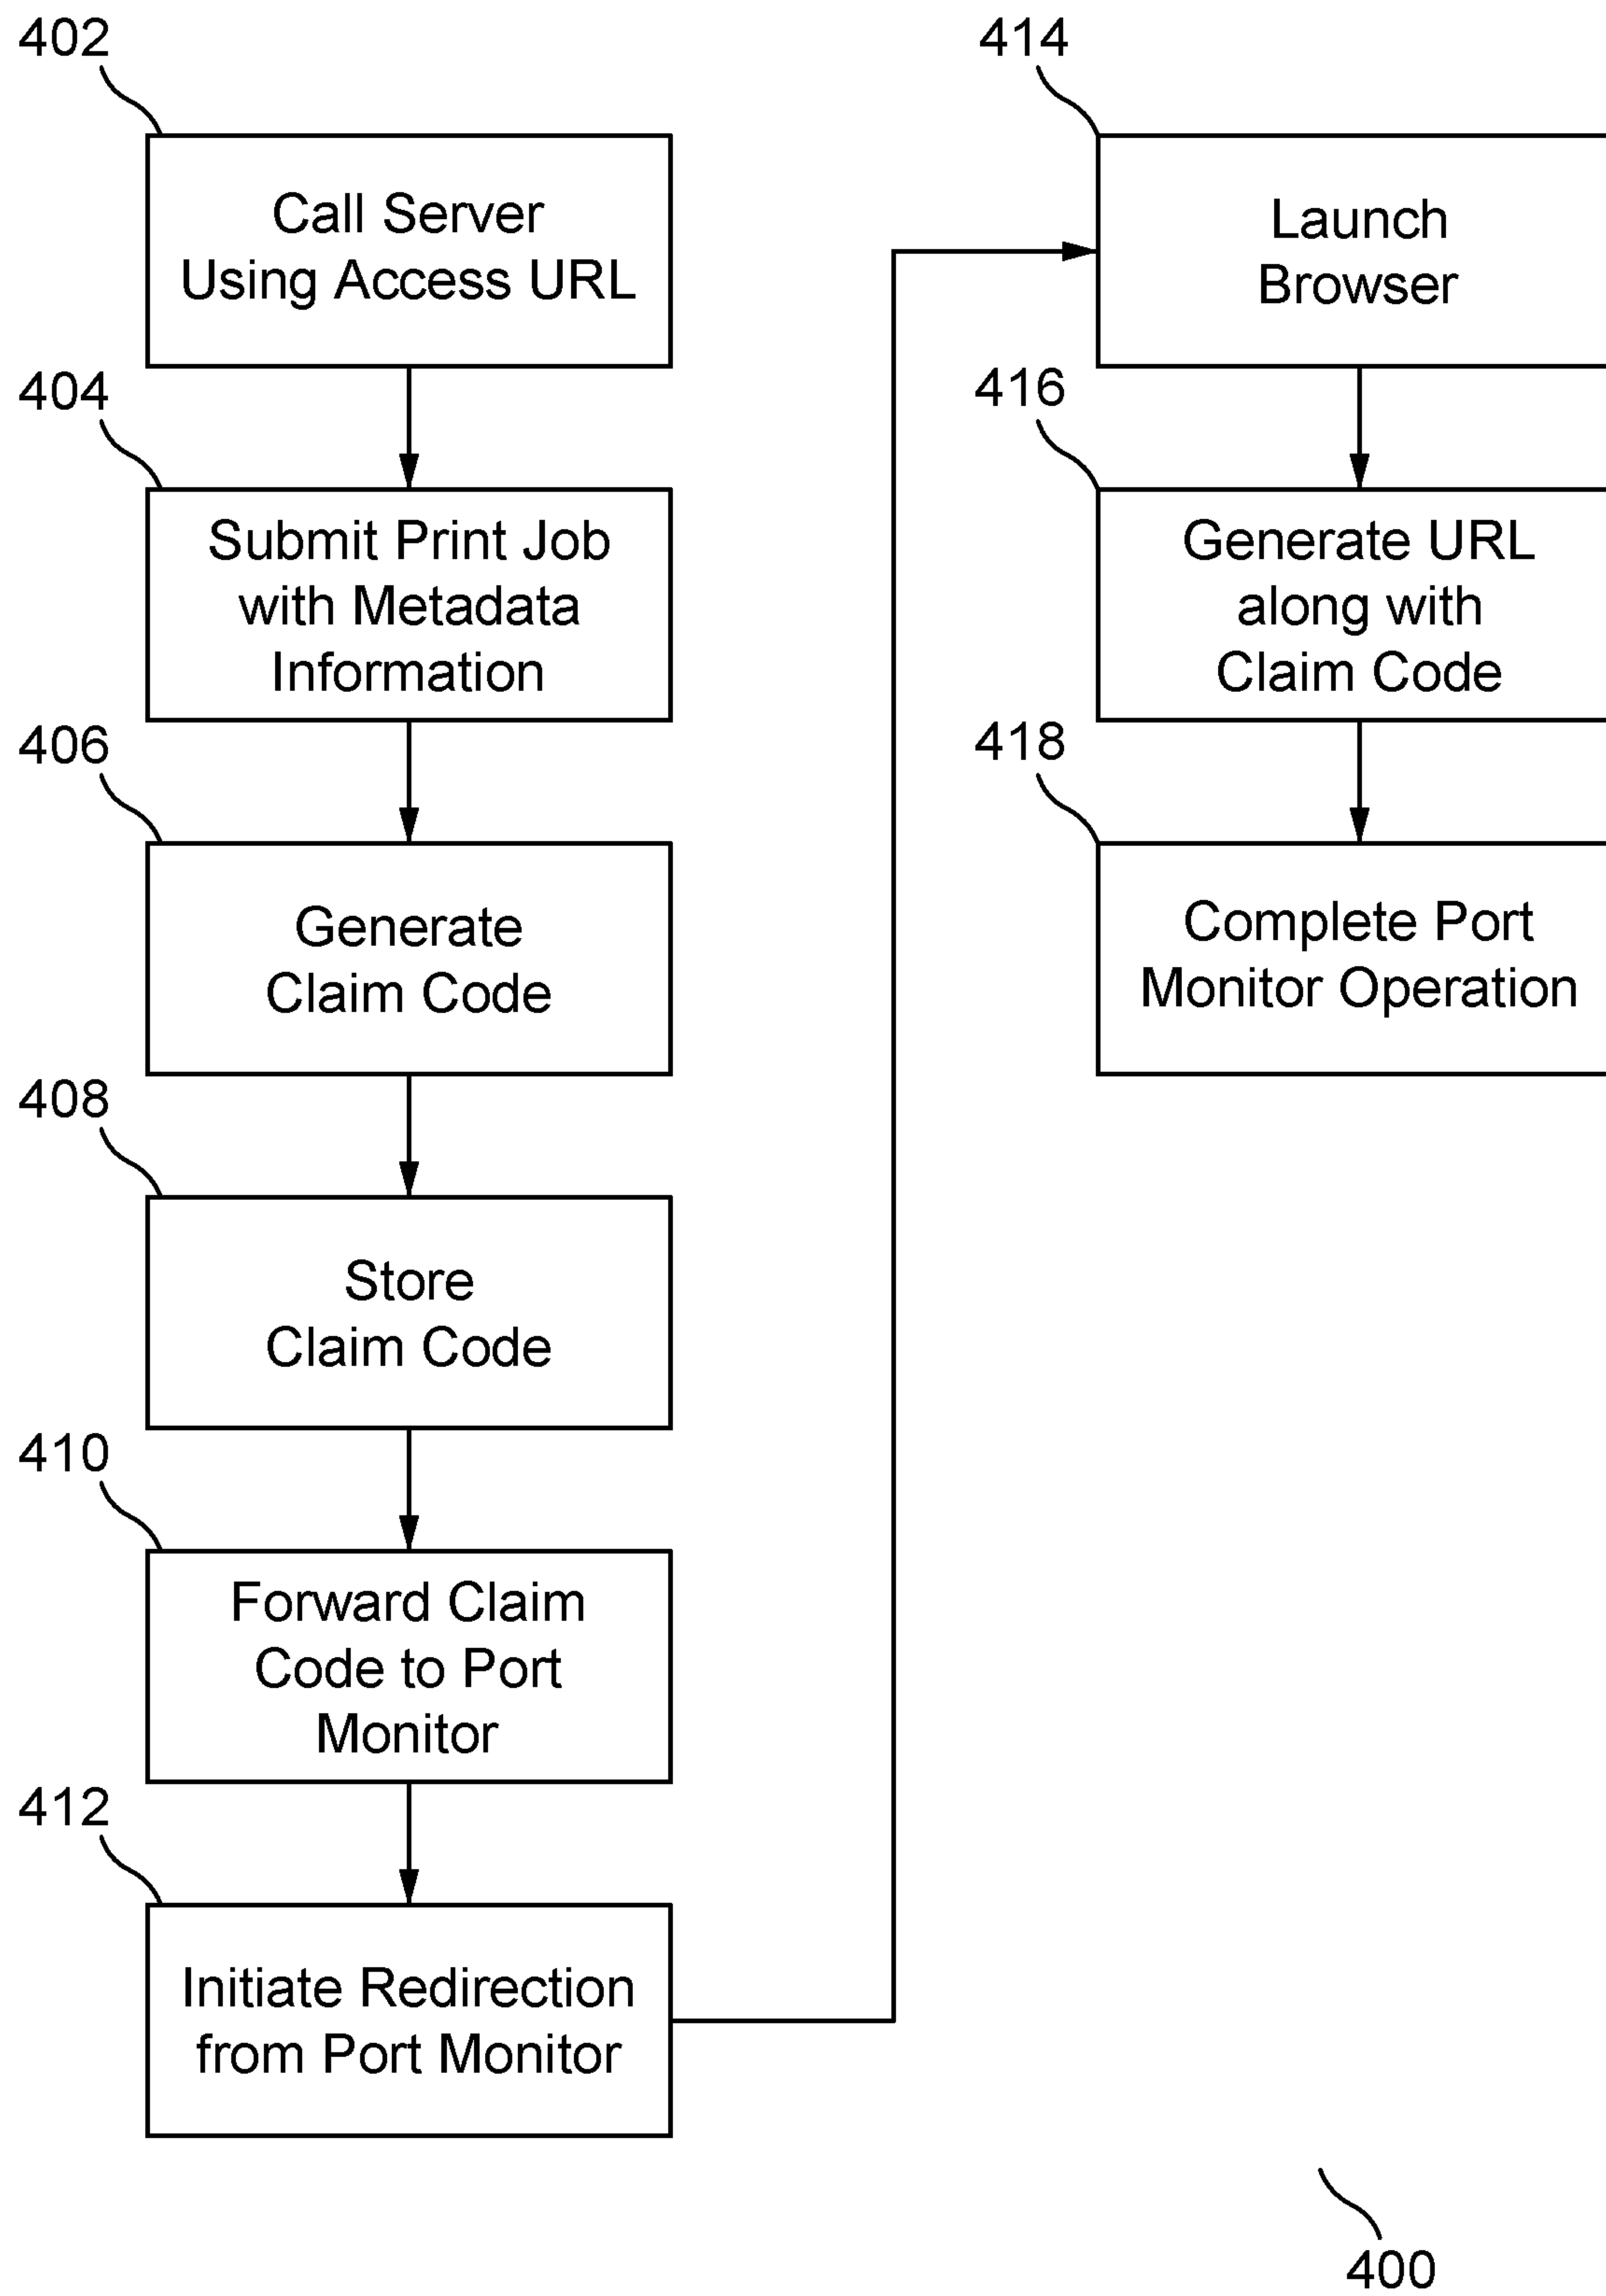 402
Call Server
Using Access URL
404
Submit Print Job
with Metadata
Information
406
Generate
Claim Code
408
Store
Claim Code
410
Forward Claim
Code to Port
Monitor
412
Initiate Redirection
from Port Monitor
414
Launch
Browser
416
Generate URL
along with
Claim Code
418
Complete Port
Monitor Operation
400